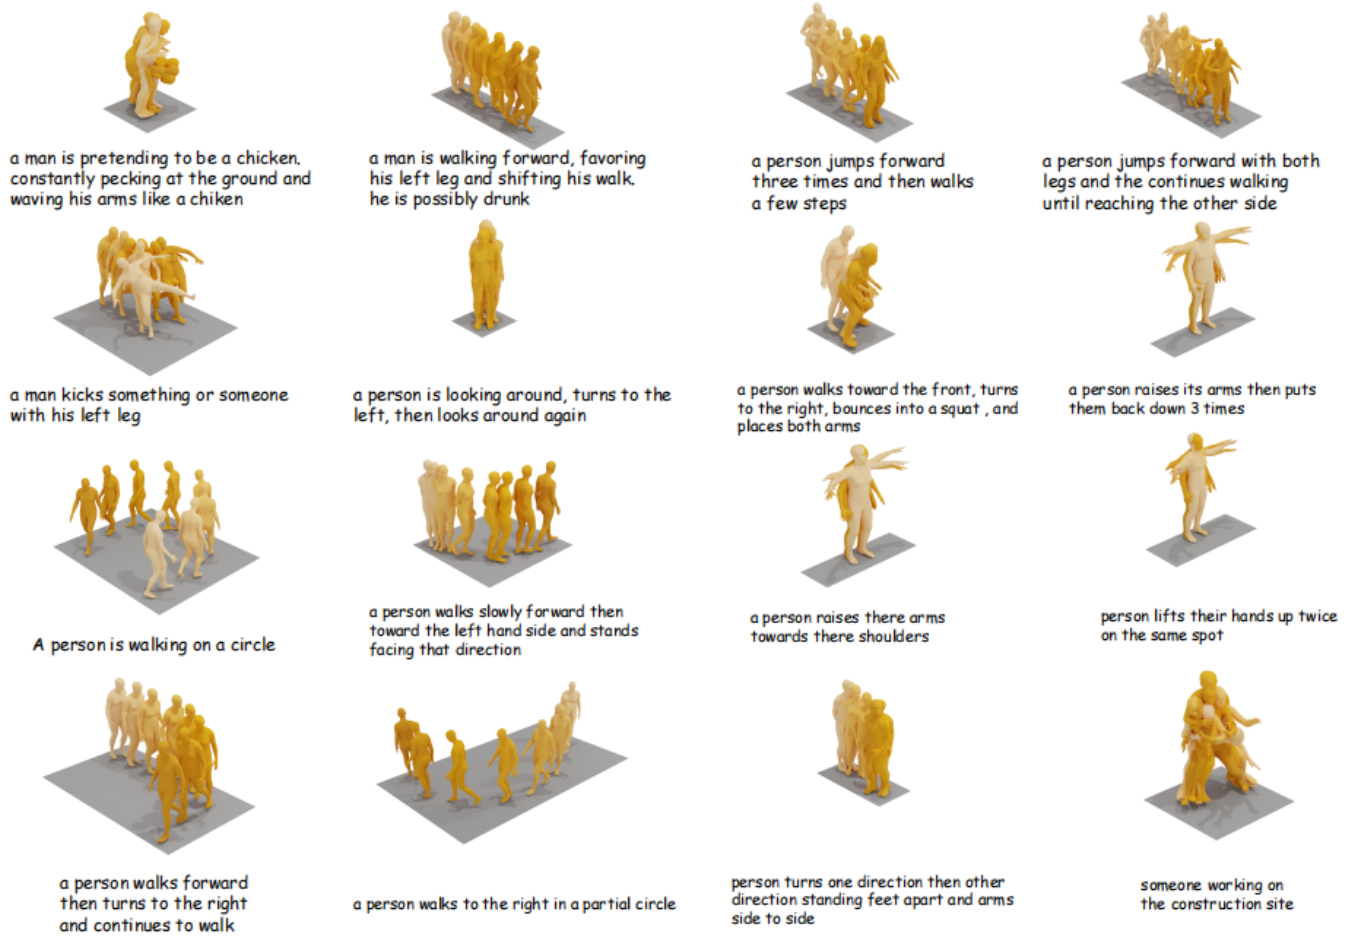 a man is pretending to be a chicken.
constantly pecking at the ground and
waving his arms like a chiken
a man is walking forward, favoring
his left leg and shifting his walk.
he is possibly drunk
a person jumps forward
three times and then walks
a few steps
a person jumps forward with both
legs and the continues walking
until reaching the other side
a man kicks something or someone
with his left leg
a person is looking around, turns to the
left, then looks around again
a person walks toward the front, turns
to the right, bounces into a squat , and
places both arms
a person raises its arms then puts
them back down 3 times
A person is walking on a circle
a person walks slowly forward then
toward the left hand side and stands
facing that direction
a person raises there arms
towards there shoulders
person lifts their hands up twice
on the same spot
a person walks forward
then turns to the right
and continues to walk
a person walks to the right in a partial circle
person turns one direction then other
direction standing feet apart and arms
side to side
someone working on
the construction site